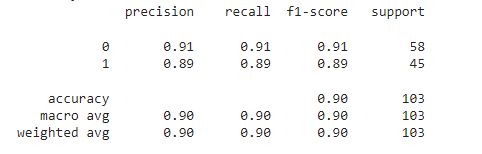 precision recall f1-score support
0 0.91 0.91 0.91 58
1 0.89 0.89 0.89 45
accuracy 0.90 103
macro avg 0.90 0.90 0.90 103
weighted avg 0.90 0.90 0.90 103